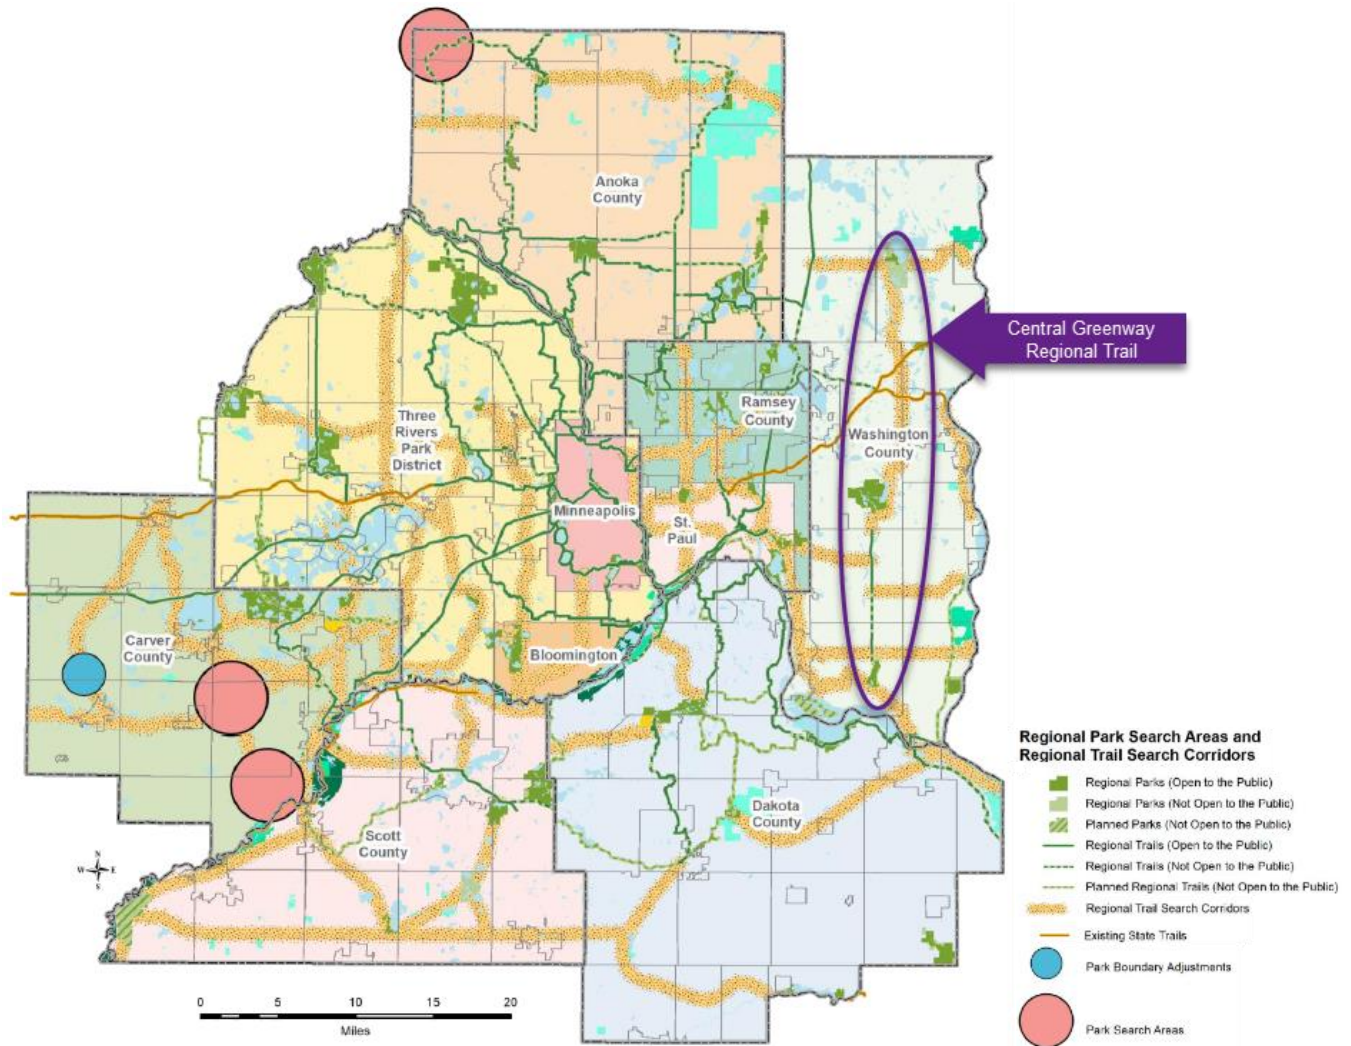 Anoka
County
Central Greenway
Regional Trail
Ramsey
County
Three
Rivers
Park
District
Washington
County
Minneapolis
St.
Paul
Carver
County
Bloomington
Dakota
County
Scott
County
N
W E
S
0 5 10 15 20
Miles
Regional Park Search Areas and
Regional Trail Search Corridors
Regional Parks (Open to the Public)
Regional Parks (Not Open to the Public)
Planned Parks (Not Open to the Public)
Regional Trails (Open to the Public)
Regional Trails (Not Open to the Public)
Planned Regional Trails (Not Open to the Public)
Regional Trail Search Corridors
Existing State Trails
Park Boundary Adjustments
Park Search Areas